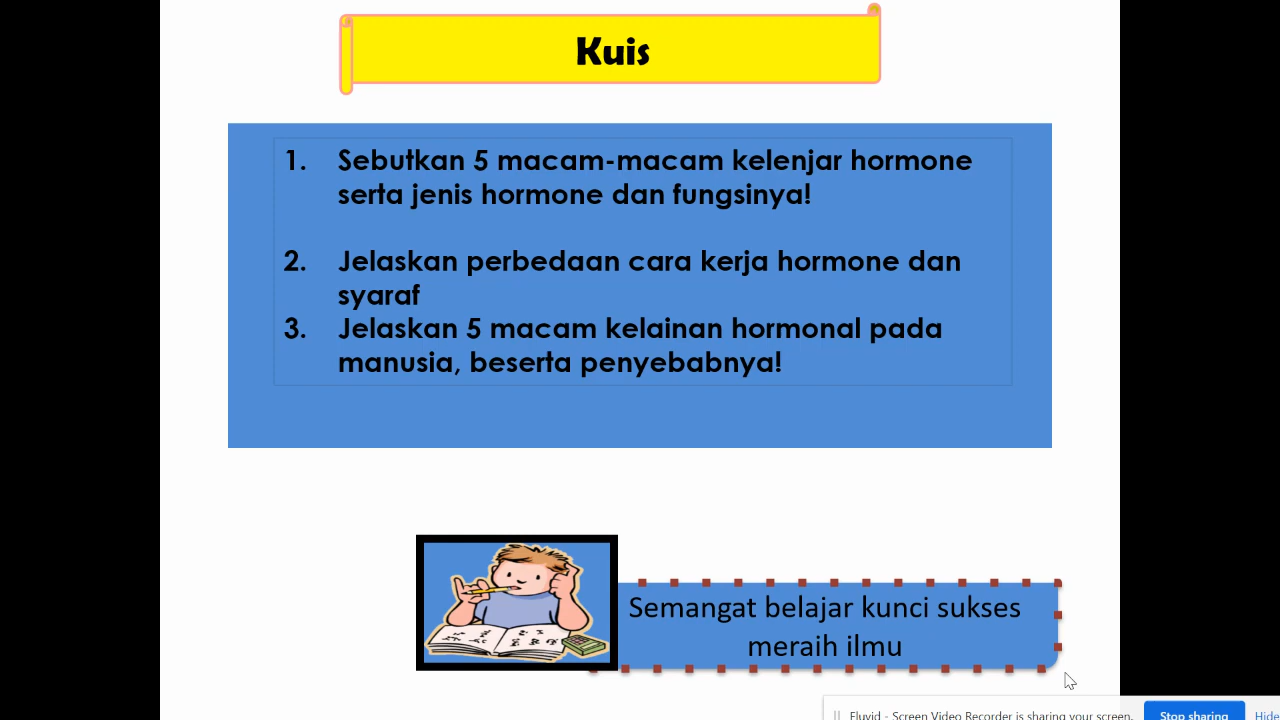 Kuis
1. Sebutkan 5 macam-macam kelenjar hormone
serta jenis hormone dan fungsinya!
2. Jelaskan perbedaan cara kerja hormone dan
syaraf
3. Jelaskan 5 macam kelainan hormonal pada
manusia, beserta penyebabnya!
Semangat belajar kunci sukses
meraih ilmu
Fluvid - Screen Video Recorder is sharing your screen. Stop sharing Hide